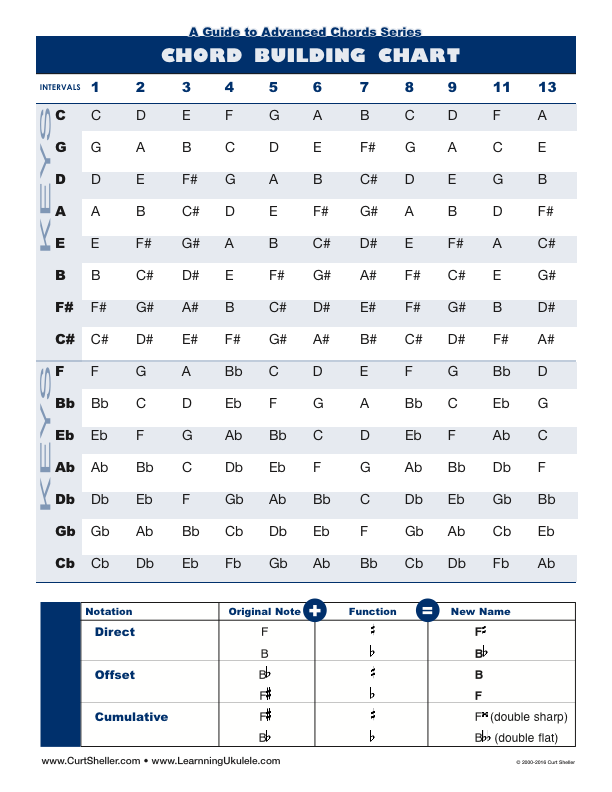 A Guide to Advanced Chords Series
CHORD BUILDING CHART
INTERVALS 1 2 3 4 5 6 7 8 9 11 13
KEYS
C C D E F G A B C D F A
G G A B C D E F# G A C E
D D E F# G A B C# D E G B
A A B C# D E F# G# A B D F#
E E F# G# A B C# D# E F# A C#
B B C# D# E F# G# A# F# C# E G#
F# F# G# A# B C# D# E# F# G# B D#
C# C# D# E# F# G# A# B# C# D# F# A#
KEYS
F F G A Bb C D E F G Bb D
Bb Bb C D Eb F G A Bb C Eb G
Eb Eb F G Ab Bb C D Eb F Ab C
Ab Ab Bb C Db Eb F G Ab Bb Db F
Db Db Eb F Gb Ab Bb C Db Eb Gb Bb
Gb Gb Ab Bb Cb Db Eb F Gb Ab Cb Eb
Cb Cb Db Eb Fb Gb Ab Bb Cb Db Fb Ab
Notation Original Note + Function = New Name
Direct F ♯ F♯
B ♭ B♭
Offset B♭ ♯ B
F♯ ♭ F
Cumulative F♯ ♯ F𝄪 (double sharp)
B♭ ♭ B♭♭ (double flat)
www.CurtSheller.com • www.LearnningUkulele.com
© 2000-2016 Curt Sheller